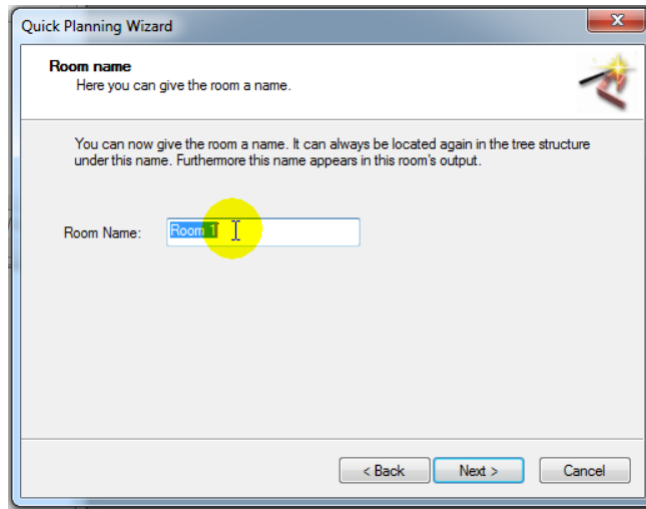 Quick Planning Wizard
Room name
Here you can give the room a name.
You can now give the room a name. It can always be located again in the tree structure
under this name. Furthermore this name appears in this room's output.
Room Name: Room 1
< Back Next > Cancel